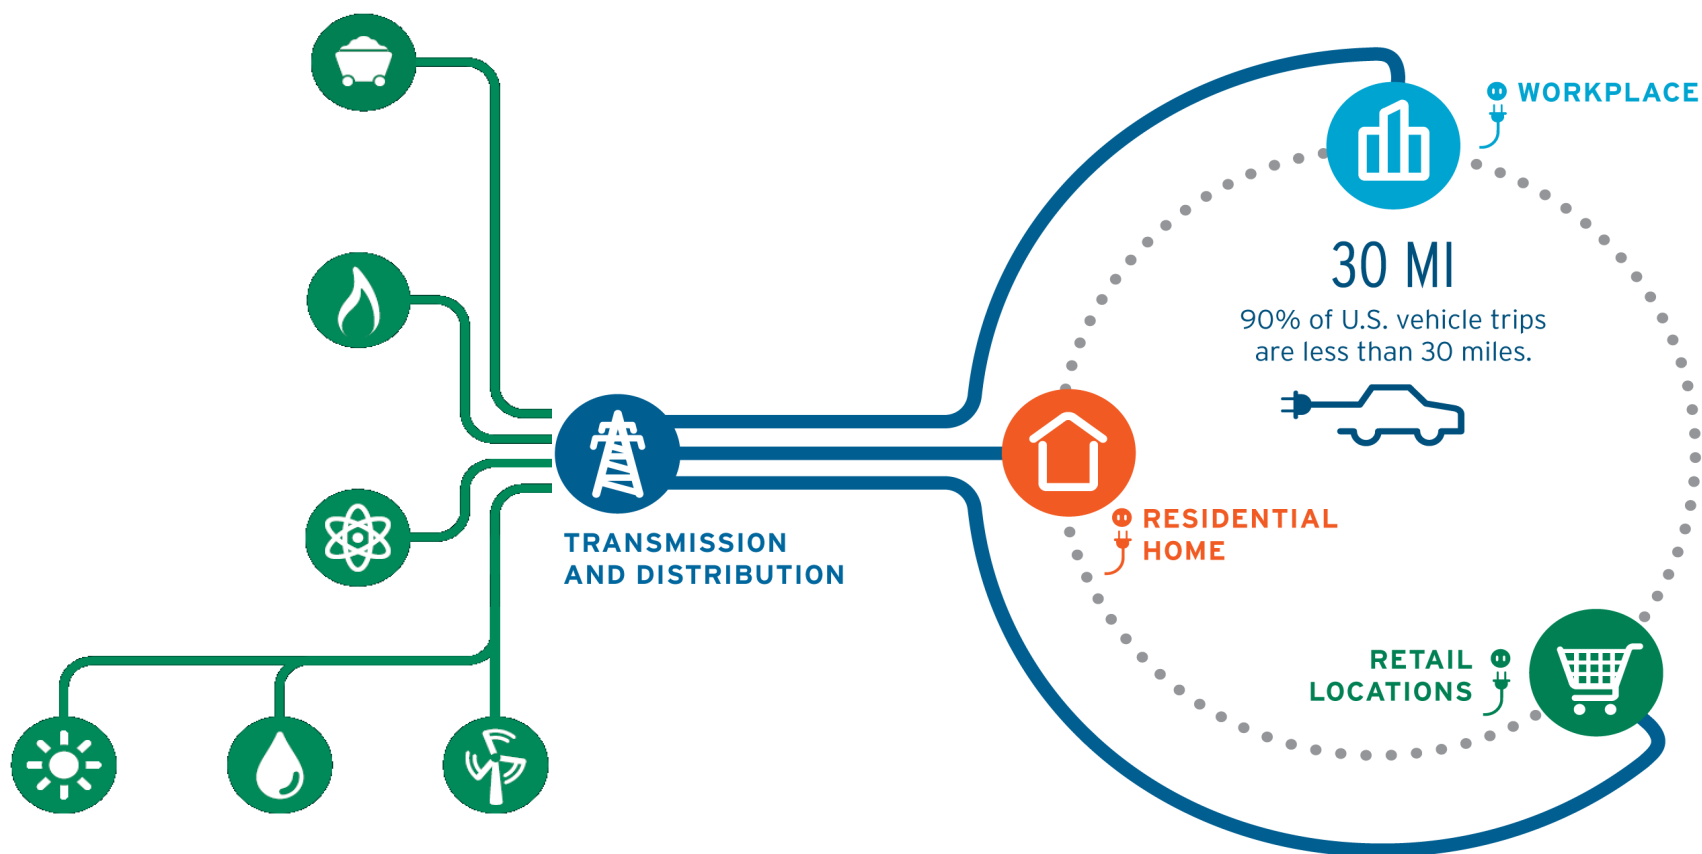 WORKPLACE
30 MI
90% of U.S. vehicle trips
are less than 30 miles.
RESIDENTIAL
HOME
TRANSMISSION
AND DISTRIBUTION
RETAIL
LOCATIONS